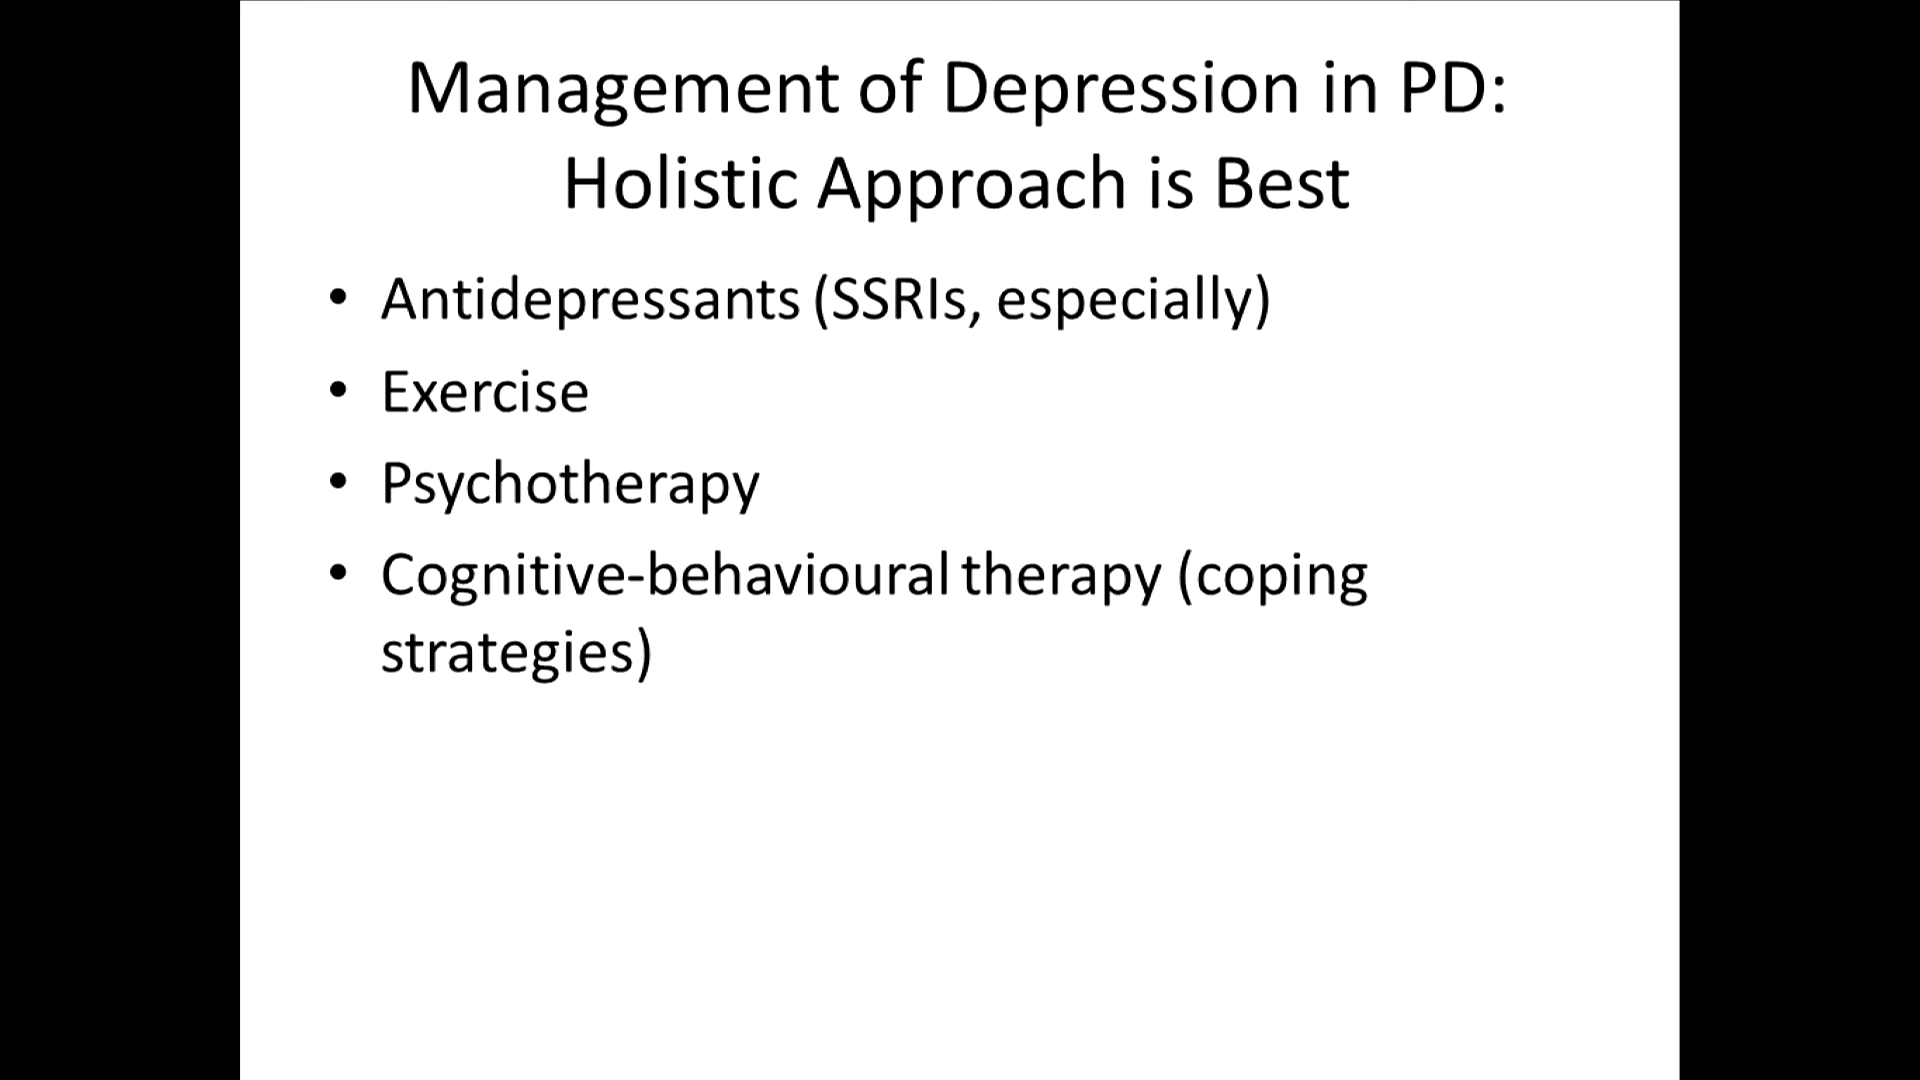 Management of Depression in PD:
Holistic Approach is Best
• Antidepressants (SSRIs, especially)
• Exercise
• Psychotherapy
• Cognitive-behavioural therapy (coping
strategies)